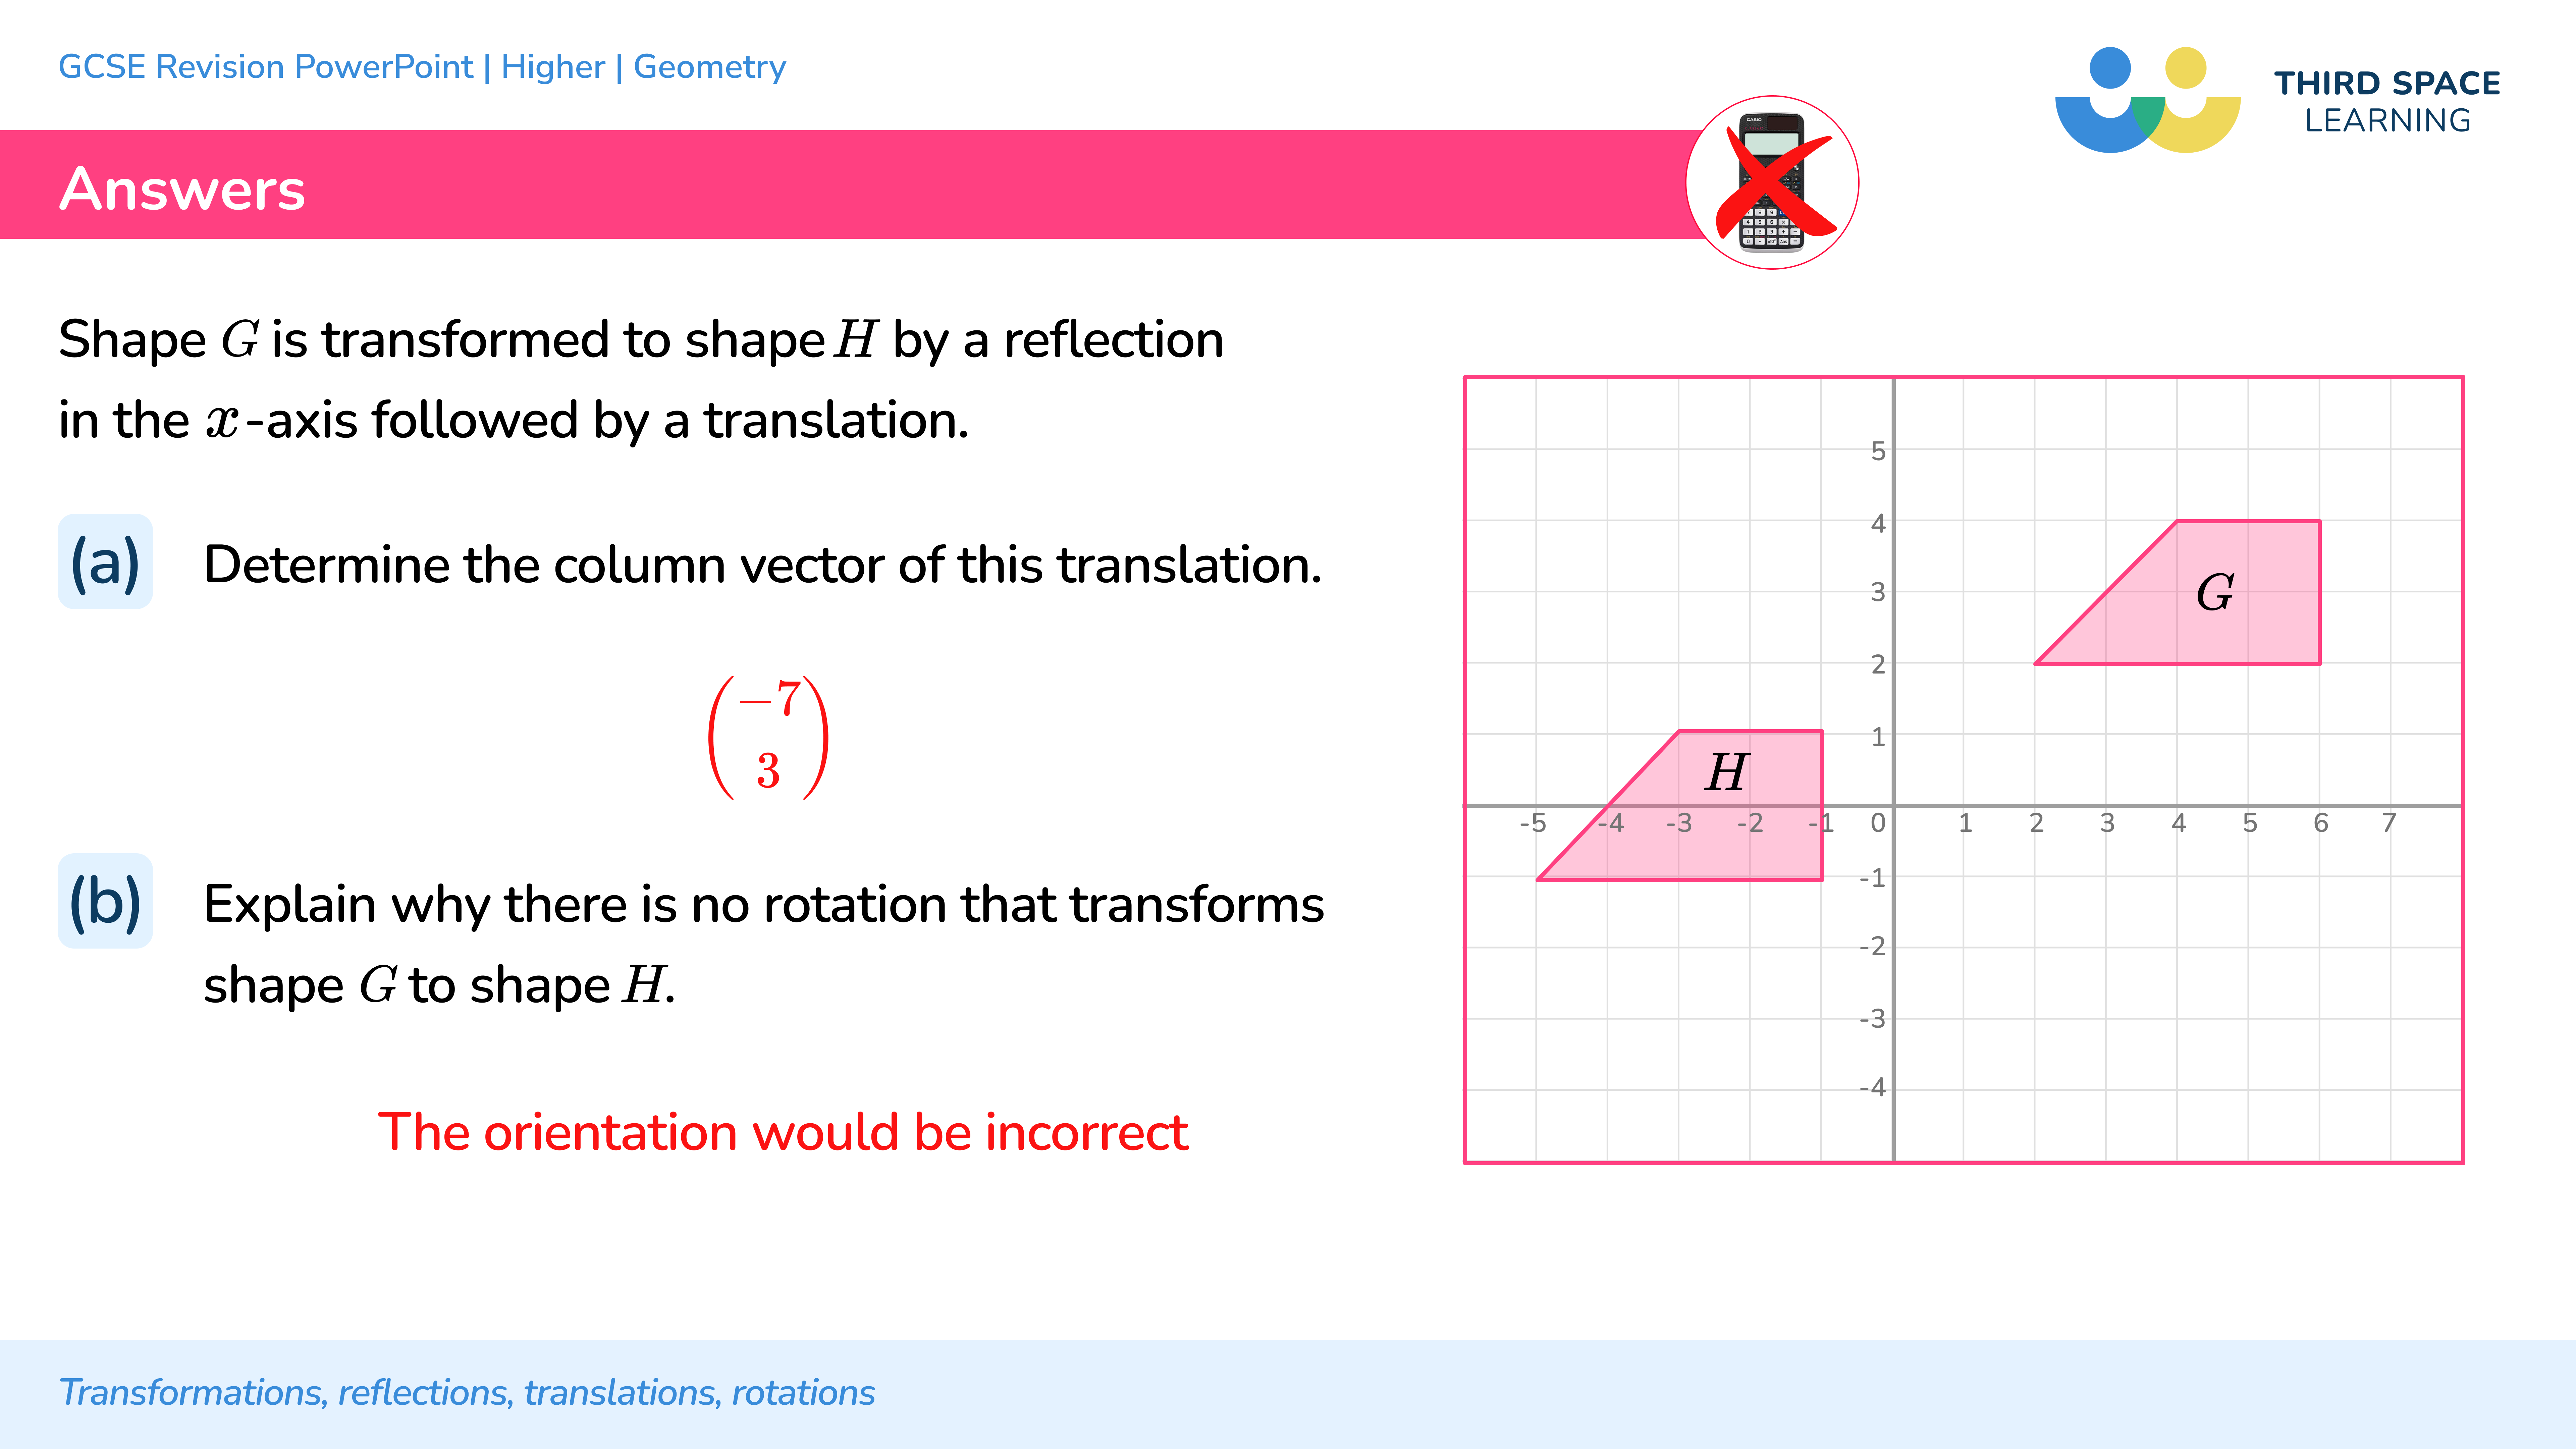 GCSE Revision PowerPoint | Higher | Geometry
THIRD SPACE
LEARNING
Answers
CASIO
Shape G is transformed to shape H by a reflection
in the x-axis followed by a translation.
(a) Determine the column vector of this translation.
(−7
3)
(b) Explain why there is no rotation that transforms
shape G to shape H.
The orientation would be incorrect
5
4
3
2
1
-5 -4 -3 -2 -1 0 1 2 3 4 5 6 7
-1
-2
-3
-4
G
H
Transformations, reflections, translations, rotations